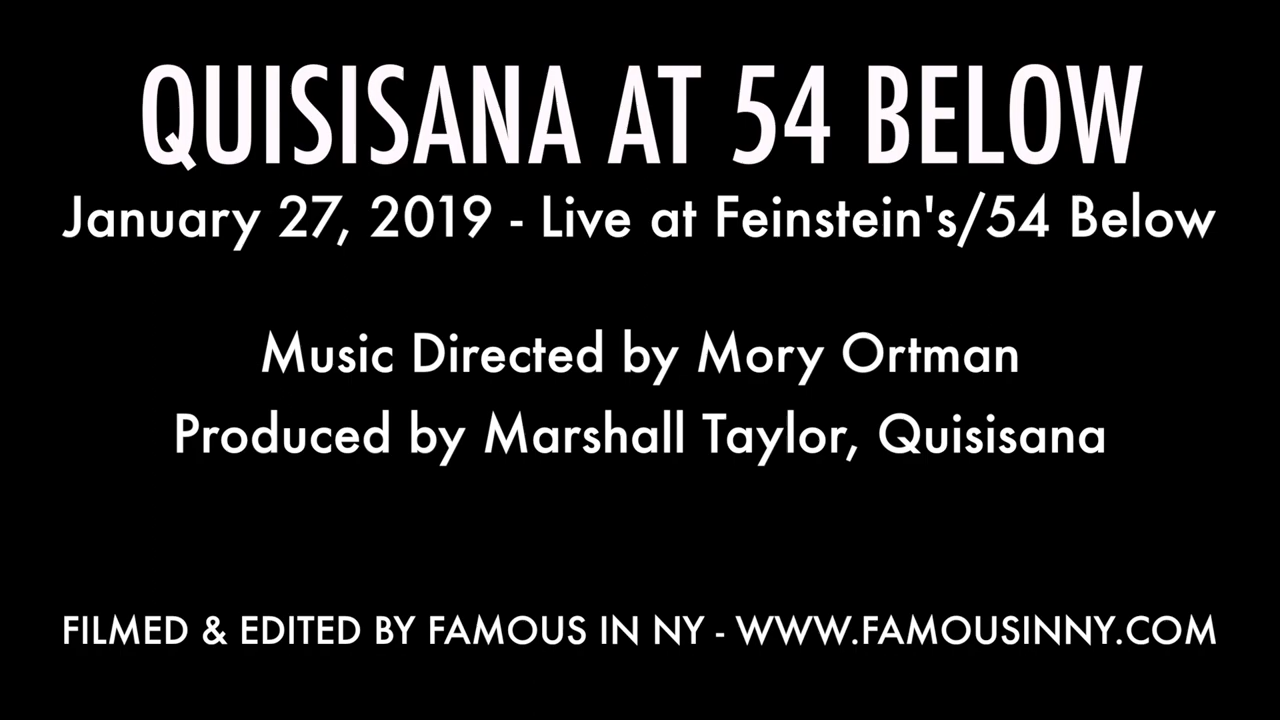 QUISISANA AT 54 BELOW
January 27, 2019 - Live at Feinstein's/54 Below
Music Directed by Mory Ortman
Produced by Marshall Taylor, Quisisana
FILMED & EDITED BY FAMOUS IN NY - WWW.FAMOUSINNY.COM